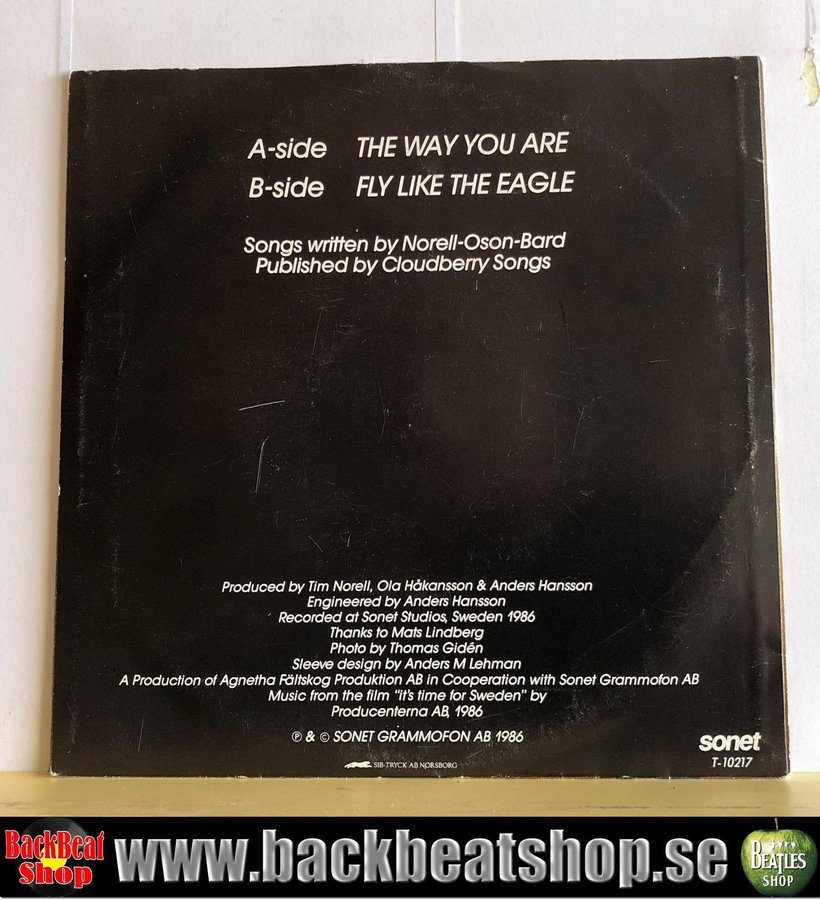 A-side THE WAY YOU ARE
B-side FLY LIKE THE EAGLE
Songs written by Norell-Oson-Bard
Published by Cloudberry Songs
Produced by Tim Norell, Ola Håkansson & Anders Hansson
Engineered by Anders Hansson
Recorded at Sonet Studios, Sweden 1986
Thanks to Mats Lindberg
Photo by Thomas Gidén
Sleeve design by Anders M Lehman
A Production of Agnetha Fältskog Produktion AB in Cooperation with Sonet Grammofon AB
Music from the film "it's time for Sweden" by
Producenterna AB, 1986
℗ & © SONET GRAMMOFON AB 1986
sonet
T-10217
SIB-TRYCK AB NORSBORG
BackBeat
Shop
www.backbeatshop.se
BEATLES
SHOP